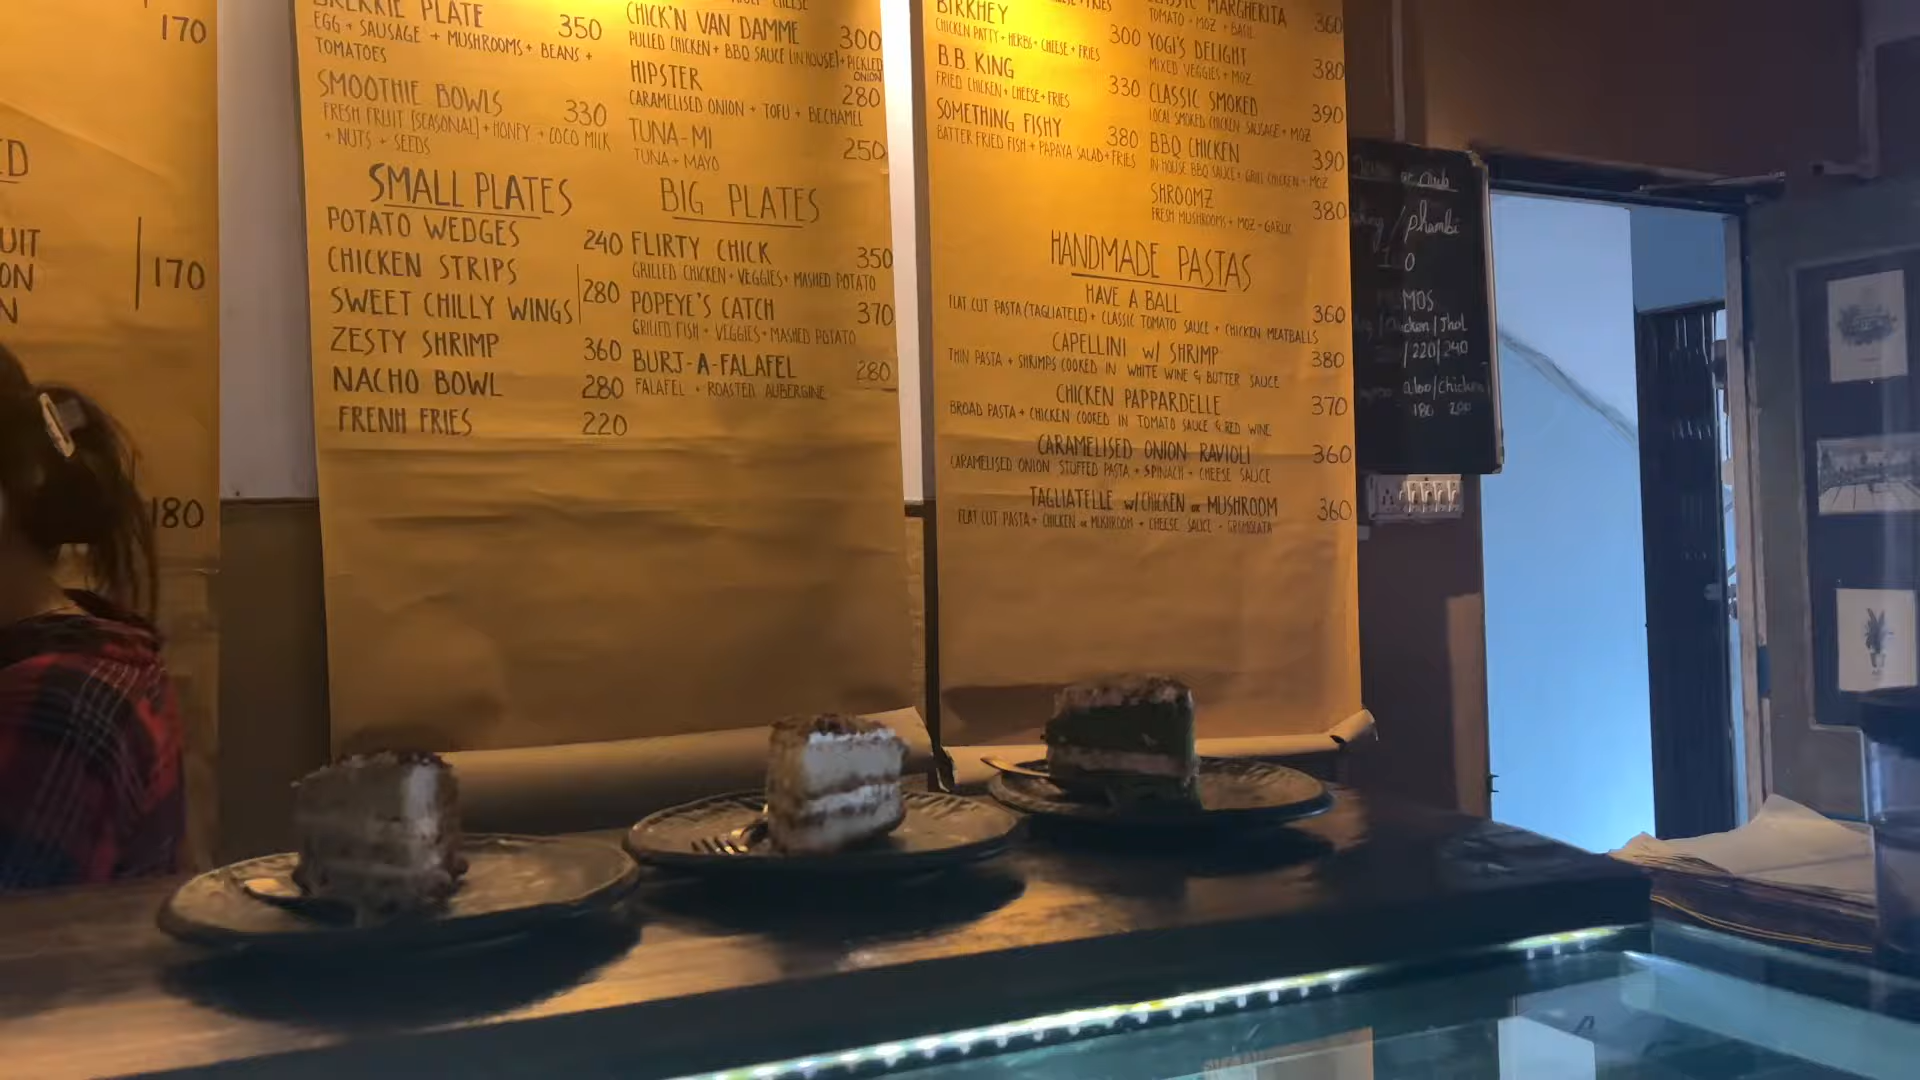 170
ED
UIT
ON
N
170
180
BREKKIE PLATE 350
EGG + SAUSAGE + MUSHROOMS + BEANS +
TOMATOES
SMOOTHIE BOWLS 330
FRESH FRUIT [SEASONAL] + HONEY + COCO MILK
+ NUTS + SEEDS
SMALL PLATES
POTATO WEDGES 240
CHICKEN STRIPS
SWEET CHILLY WINGS 280
ZESTY SHRIMP 360
NACHO BOWL 280
FRENH FRIES 220
CHEESE
CHICK'N VAN DAMME 300
PULLED CHICKEN + BBQ SAUCE [INHOUSE] + PICKLED
ONION
HIPSTER 280
CARAMELISED ONION + TOFU + BECHAMEL
TUNA-MI 250
TUNA + MAYO
BIG PLATES
FLIRTY CHICK 350
GRILLED CHICKEN + VEGGIES + MASHED POTATO
POPEYE'S CATCH 370
GRILLED FISH + VEGGIES + MASHED POTATO
BURJ-A-FALAFEL 280
FALAFEL + ROASTED AUBERGINE
FRIES
BIRKHEY 300
CHICKEN PATTY + HERBS + CHEESE + FRIES
B.B. KING 330
FRIED CHICKEN + CHEESE + FRIES
SOMETHING FISHY 380
BATTER FRIED FISH + PAPAYA SALAD + FRIES
CLASSIC MARGHERITA 360
TOMATO + MOZ + BASIL
YOGI'S DELIGHT 380
MIXED VEGGIES + MOZ
CLASSIC SMOKED 390
LOCAL SMOKED CHICKEN SAUSAGE + MOZ
BBQ CHICKEN 390
IN HOUSE BBQ SAUCE + GRILL CHICKEN + MOZ
SHROOMZ 380
FRESH MUSHROOMS + MOZ + GARLIC
HANDMADE PASTAS
HAVE A BALL 360
FLAT CUT PASTA (TAGLIATELE) + CLASSIC TOMATO SAUCE + CHICKEN MEATBALLS
CAPELLINI W/ SHRIMP 380
THIN PASTA + SHRIMPS COOKED IN WHITE WINE & BUTTER SAUCE
CHICKEN PAPPARDELLE 370
BROAD PASTA + CHICKEN COOKED IN TOMATO SAUCE & RED WINE
CARAMELISED ONION RAVIOLI 360
CARAMELISED ONION STUFFED PASTA + SPINACH + CHEESE SAUCE
TAGLIATELLE W/ CHICKEN OR MUSHROOM 360
FLAT CUT PASTA + CHICKEN OR MUSHROOM + CHEESE SAUCE + GREMOLATA
/ Phambi
0
MOS
/ Chicken / Jhol
/ 220 / 240
aloo / Chicken
180 200